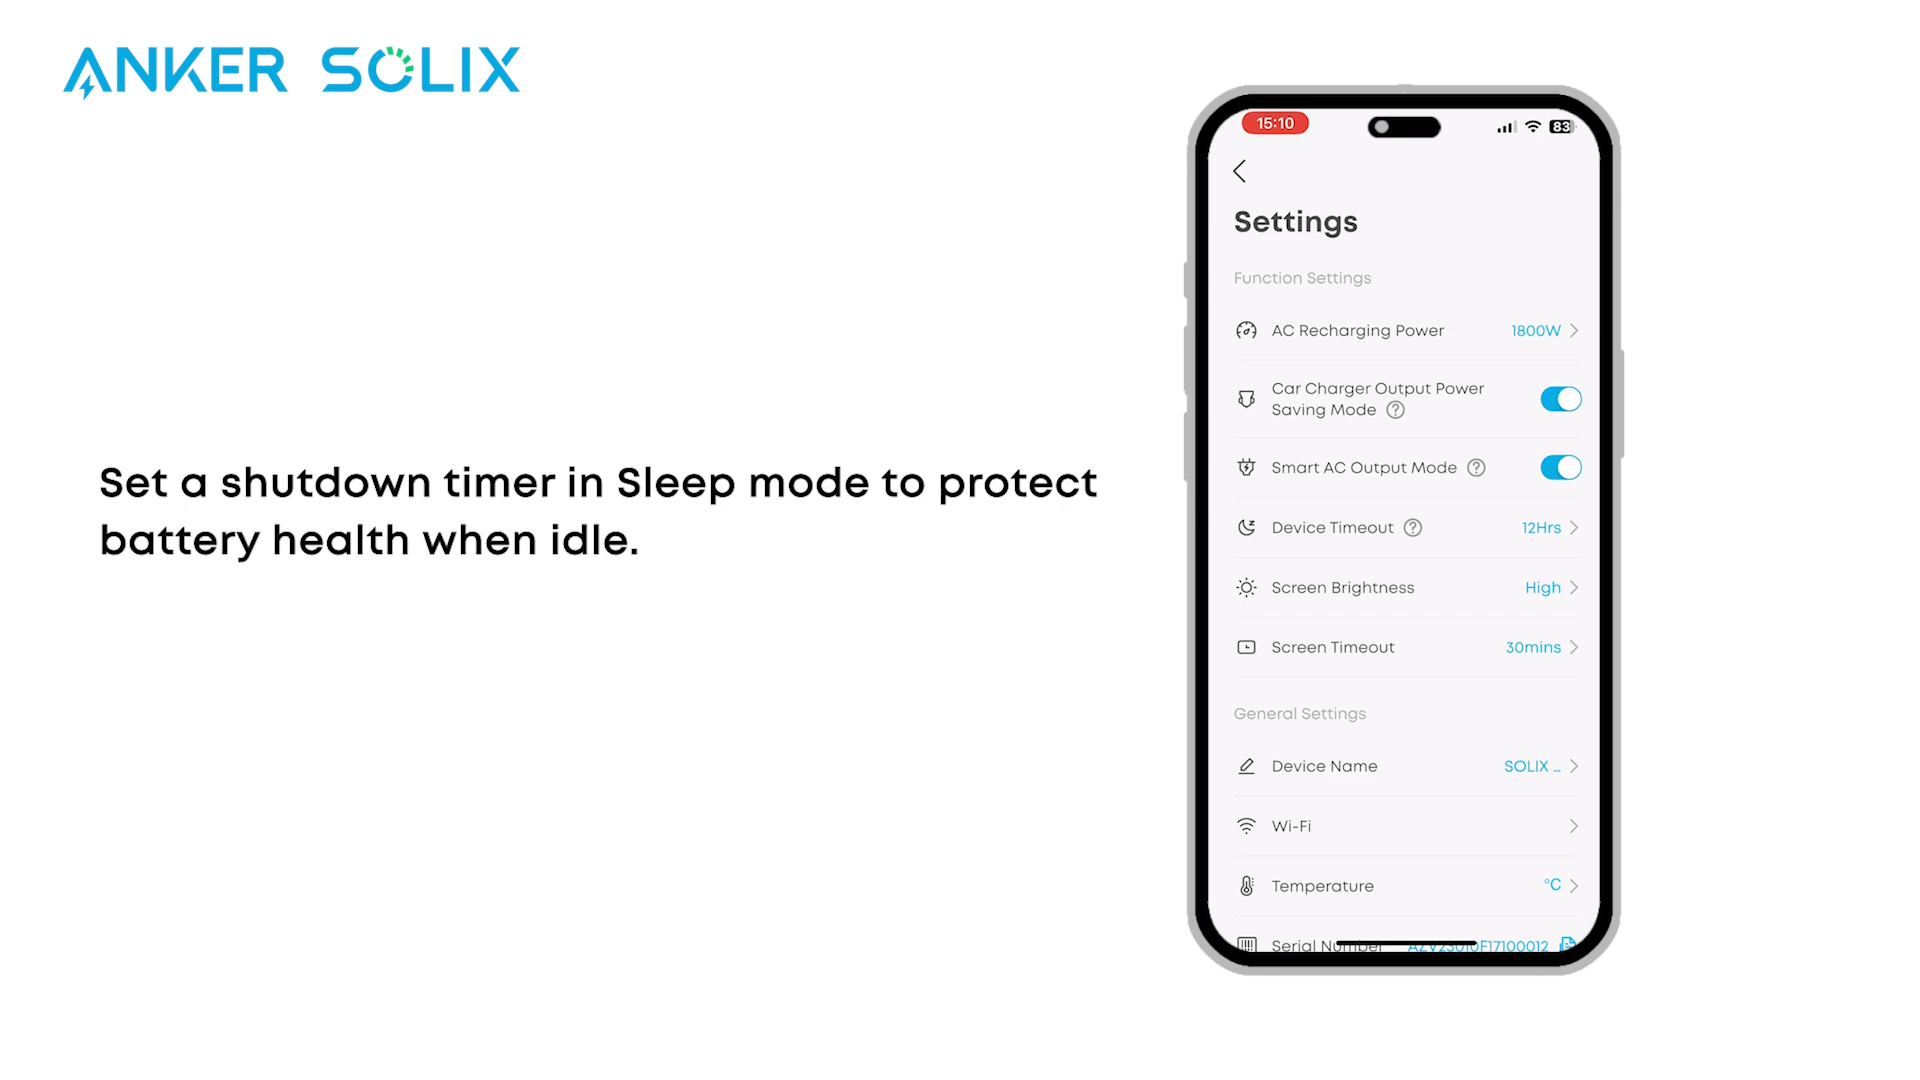 ANKER SOLIX
Set a shutdown timer in Sleep mode to protect
battery health when idle.
15:10
83
Settings
Function Settings
AC Recharging Power 1800W
Car Charger Output Power
Saving Mode ?
Smart AC Output Mode ?
Device Timeout ? 12Hrs
Screen Brightness High
Screen Timeout 30mins
General Settings
Device Name SOLIX ...
Wi-Fi
Temperature °C
Serial Number